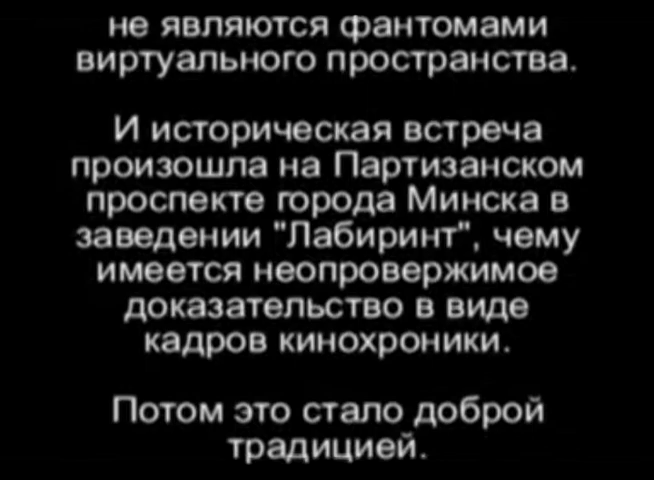 не являются фантомами
виртуального пространства.
И историческая встреча
произошла на Партизанском
проспекте города Минска в
заведении "Лабиринт", чему
имеется неопровержимое
доказательство в виде
кадров кинохроники.
Потом это стало доброй
традицией.